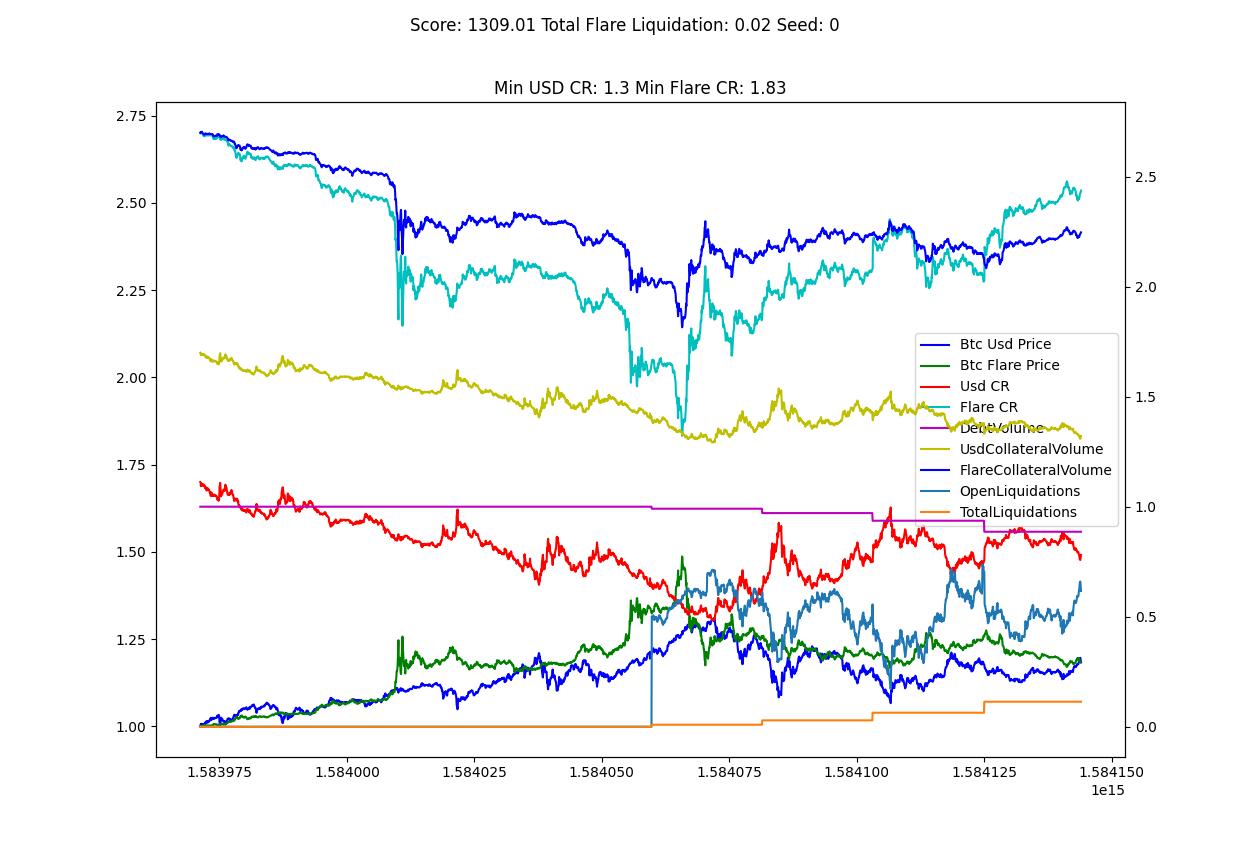 Score: 1309.01 Total Flare Liquidation: 0.02 Seed: 0
Min USD CR: 1.3 Min Flare CR: 1.83
2.75
2.50
2.25
2.00
1.75
1.50
1.25
1.00
2.5
2.0
1.5
1.0
0.5
0.0
Btc Usd Price
Btc Flare Price
Usd CR
Flare CR
DebtVolume
UsdCollateralVolume
FlareCollateralVolume
OpenLiquidations
TotalLiquidations
1.583975 1.584000 1.584025 1.584050 1.584075 1.584100 1.584125 1.584150
1e15